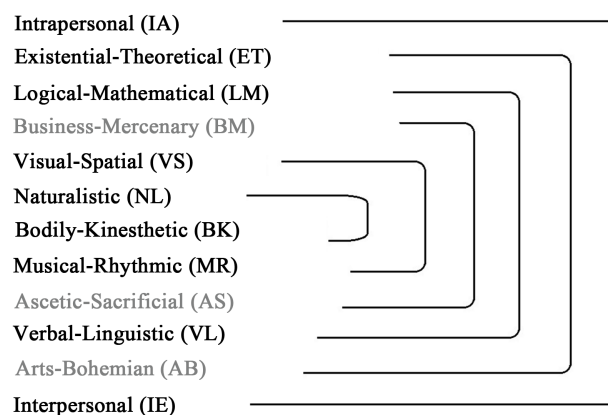 Intrapersonal (IA)
Existential-Theoretical (ET)
Logical-Mathematical (LM)
Business-Mercenary (BM)
Visual-Spatial (VS)
Naturalistic (NL)
Bodily-Kinesthetic (BK)
Musical-Rhythmic (MR)
Ascetic-Sacrificial (AS)
Verbal-Linguistic (VL)
Arts-Bohemian (AB)
Interpersonal (IE)